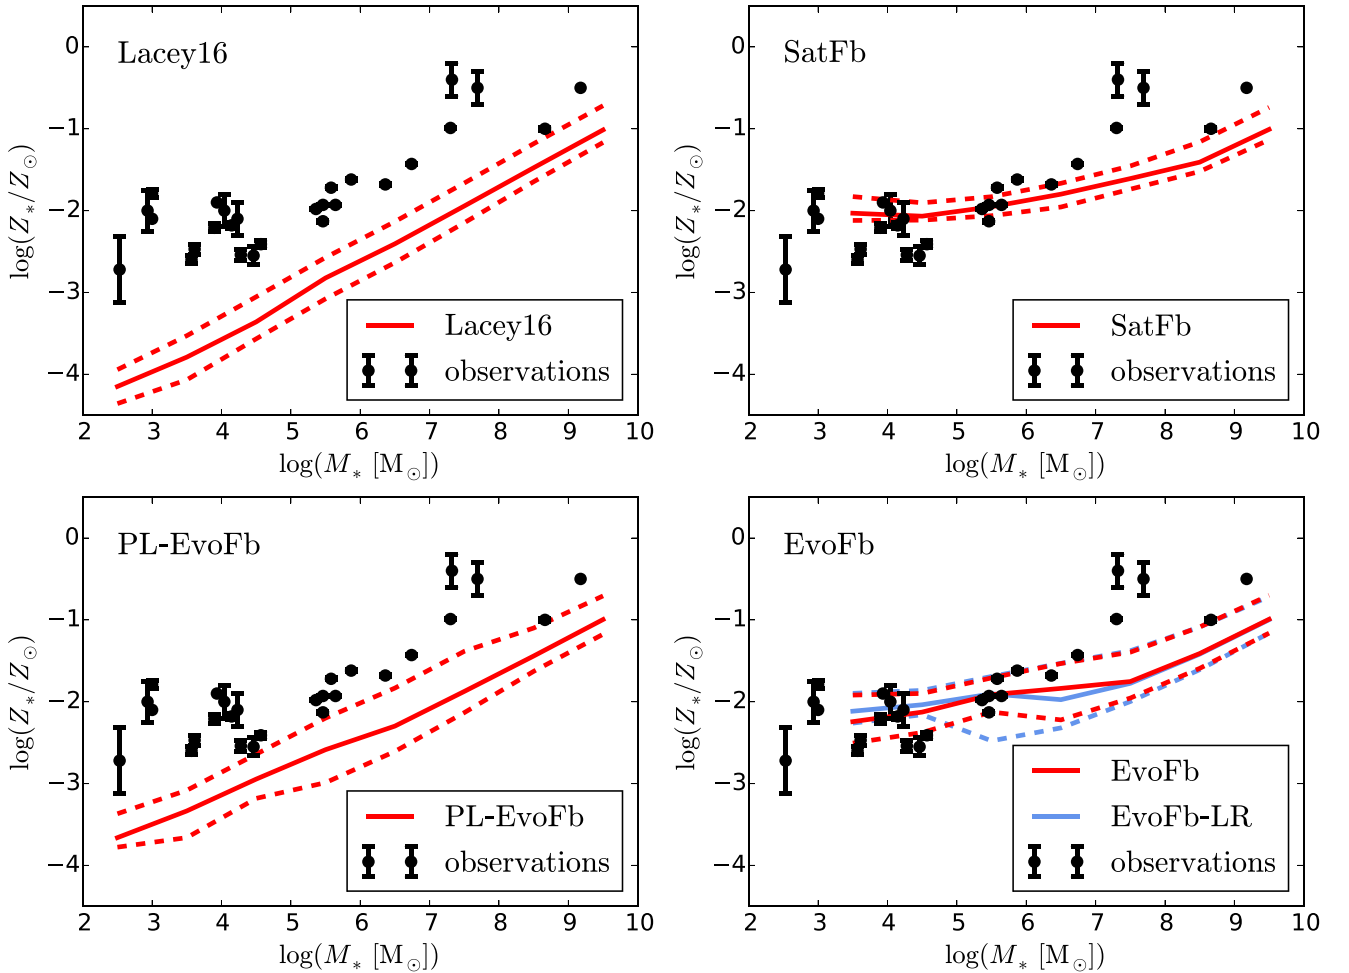 Lacey16
0
−1
−2
−3
−4
log(Z∗/Z⊙)
Lacey16
observations
2 3 4 5 6 7 8 9 10
log(M∗ [M⊙])
SatFb
0
−1
−2
−3
−4
log(Z∗/Z⊙)
SatFb
observations
2 3 4 5 6 7 8 9 10
log(M∗ [M⊙])
PL-EvoFb
0
−1
−2
−3
−4
log(Z∗/Z⊙)
PL-EvoFb
observations
2 3 4 5 6 7 8 9 10
log(M∗ [M⊙])
EvoFb
0
−1
−2
−3
−4
log(Z∗/Z⊙)
EvoFb
EvoFb-LR
observations
2 3 4 5 6 7 8 9 10
log(M∗ [M⊙])